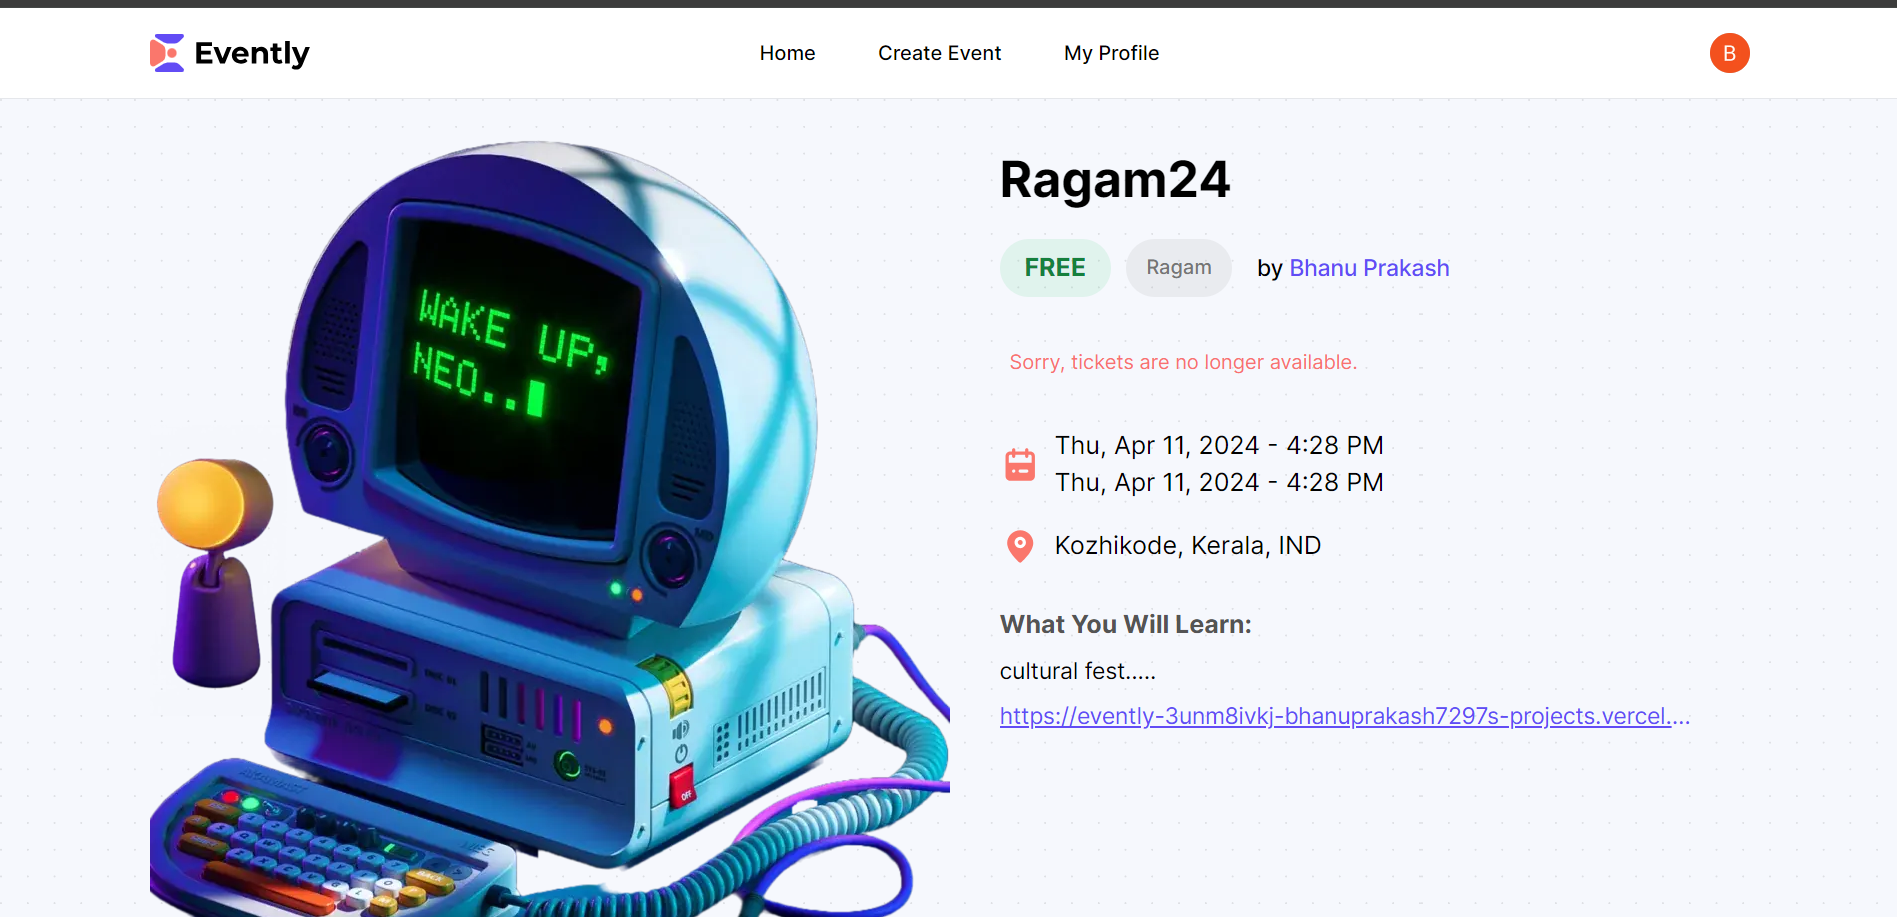 Evently
Home
Create Event
My Profile
B
WAKE UP,
NEO..
Ragam24
FREE
Ragam
by Bhanu Prakash
Sorry, tickets are no longer available.
Thu, Apr 11, 2024 - 4:28 PM
Thu, Apr 11, 2024 - 4:28 PM
Kozhikode, Kerala, IND
What You Will Learn:
cultural fest.....
https://evently-3unm8ivkj-bhanuprakash7297s-projects.vercel....
OFF
BACK